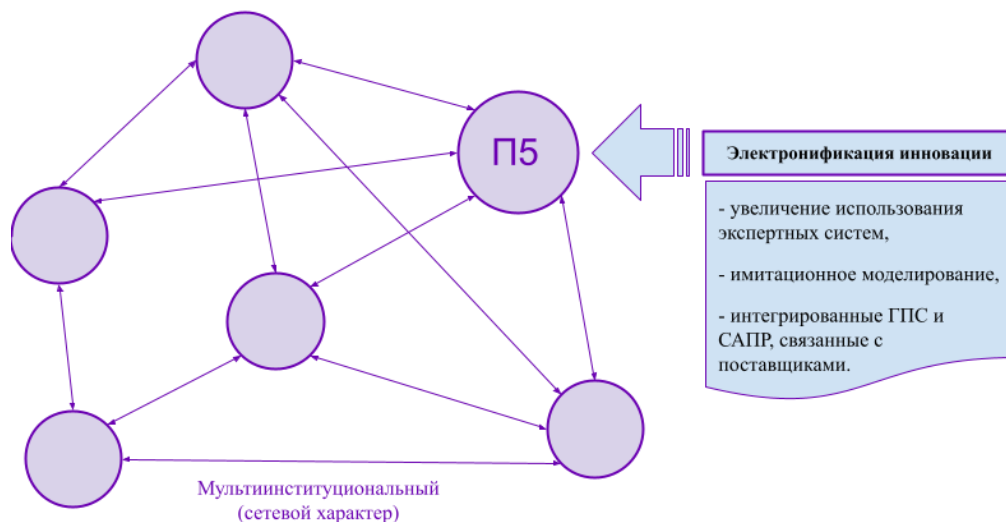 П5
Электронификация инновации
- увеличение использования
экспертных систем,
- имитационное моделирование,
- интегрированные ГПС и
САПР, связанные с
поставщиками.
Мультиинституциональный
(сетевой характер)